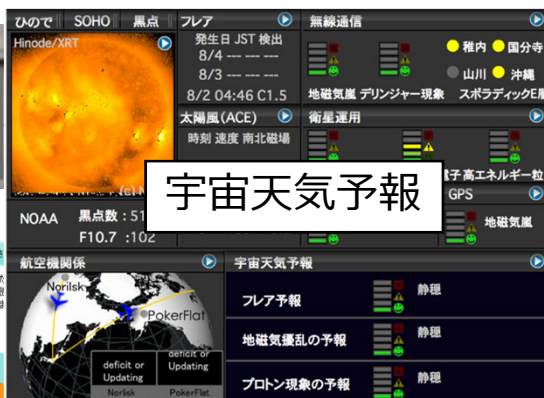 ひので SOHO 黒点
Hinode/XRT
フレア
発生日 JST 検出
8/4 --- --- ---
8/3 --- --- ---
8/2 04:46 C1.5
太陽風(ACE)
時刻 速度 南北磁場
無線通信
稚内 国分寺
山川 沖縄
地磁気嵐 デリンジャー現象 スポラディックE層
衛星運用
電子 高エネルギー粒
宇宙天気予報
GPS
地磁気嵐
NOAA
黒点数:51
F10.7 :102
航空機関係
Norilsk
PokerFlat
deficit or
Updating
Norlisk
deficit or
Updating
PokerFlat
宇宙天気予報
フレア予報 静穏
地磁気擾乱の予報 静穏
プロトン現象の予報 静穏